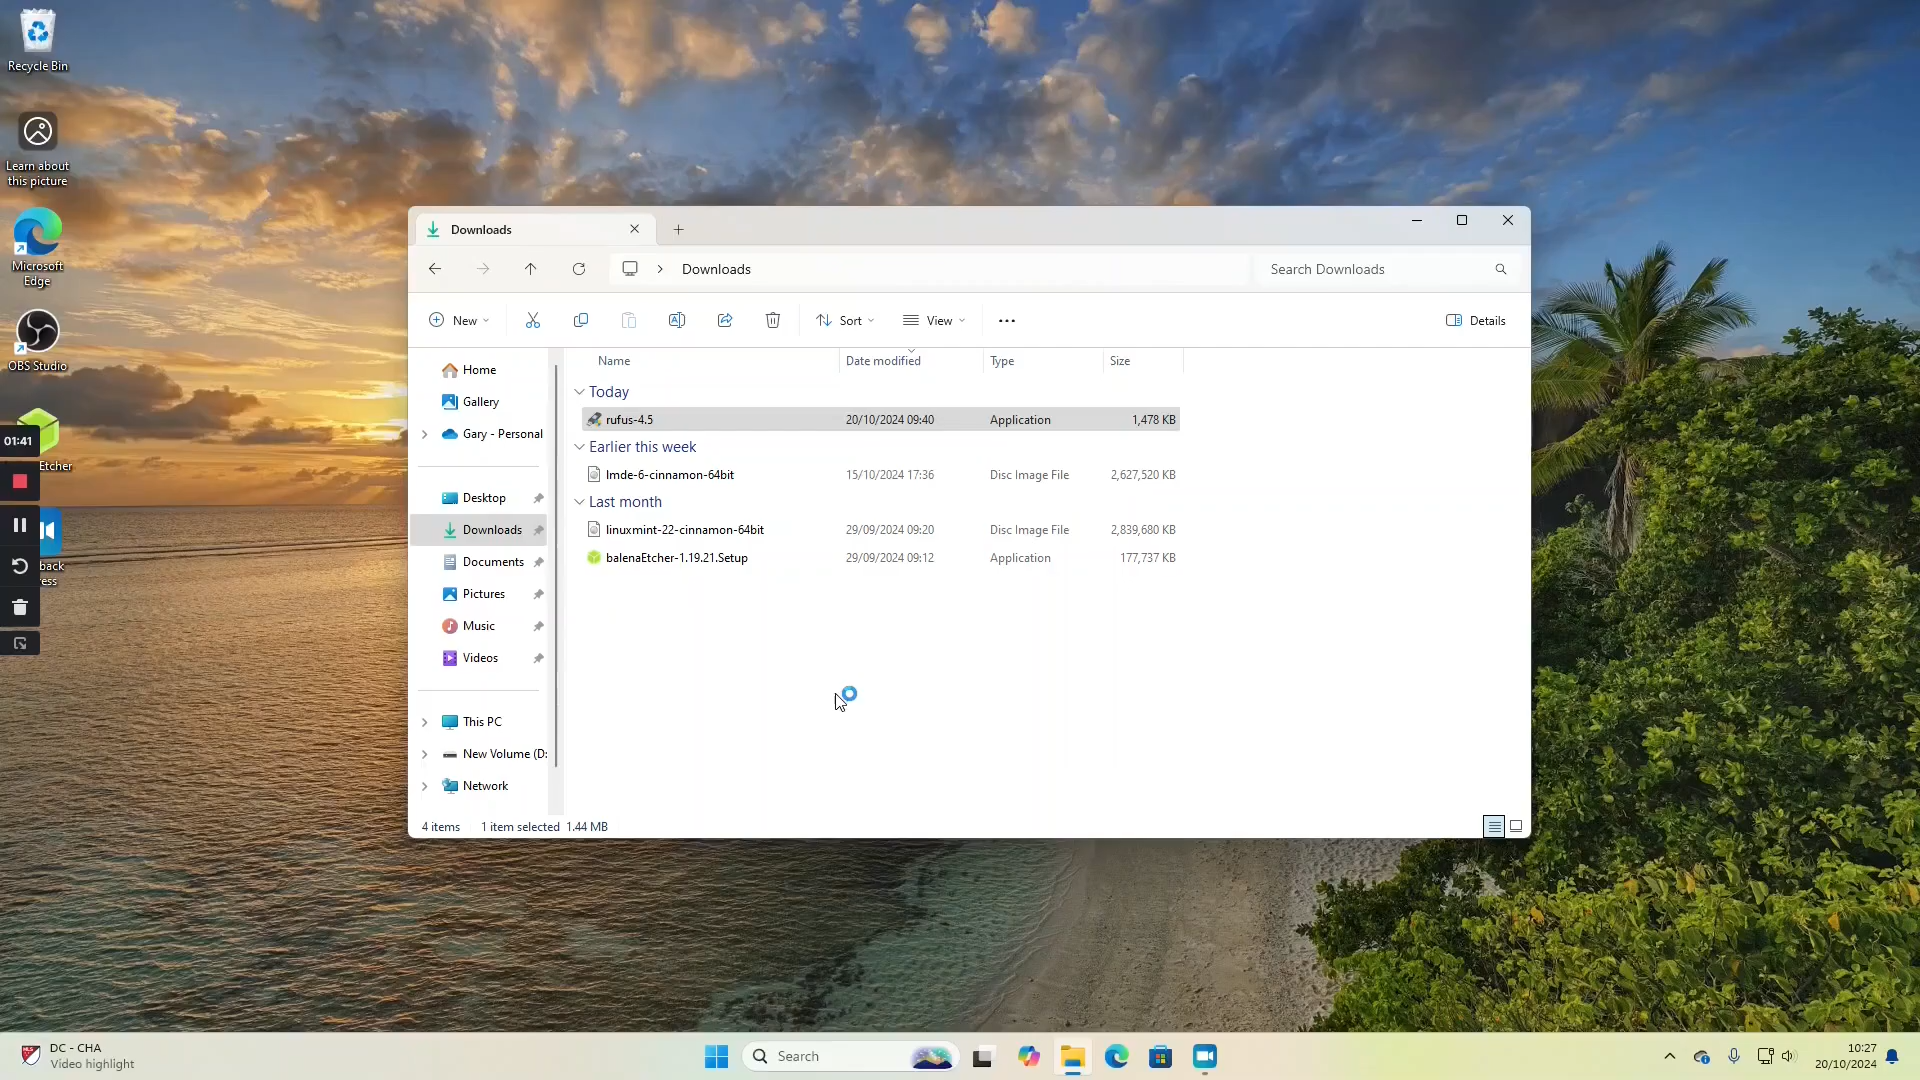 Recycle Bin
Learn about
this picture
Microsoft
Edge
OBS Studio
01:41
Etcher
back
ess
Downloads
Downloads
Search Downloads
New
Sort
View
Details
Home
Gallery
Gary - Personal
Desktop
Downloads
Documents
Pictures
Music
Videos
This PC
New Volume (D:
Network
Name Date modified Type Size
Today
rufus-4.5 20/10/2024 09:40 Application 1,478 KB
Earlier this week
lmde-6-cinnamon-64bit 15/10/2024 17:36 Disc Image File 2,627,520 KB
Last month
linuxmint-22-cinnamon-64bit 29/09/2024 09:20 Disc Image File 2,839,680 KB
balenaEtcher-1.19.21.Setup 29/09/2024 09:12 Application 177,737 KB
4 items 1 item selected 1.44 MB
DC - CHA
Video highlight
Search
10:27
20/10/2024